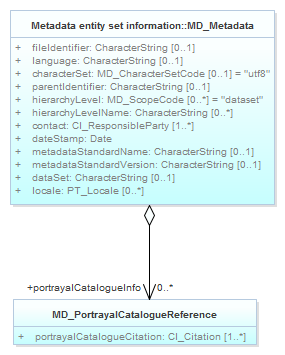 Metadata entity set information::MD_Metadata
+ fileIdentifier: CharacterString [0..1]
+ language: CharacterString [0..1]
+ characterSet: MD_CharacterSetCode [0..1] = "utf8"
+ parentIdentifier: CharacterString [0..1]
+ hierarchyLevel: MD_ScopeCode [0..*] = "dataset"
+ hierarchyLevelName: CharacterString [0..*]
+ contact: CI_ResponsibleParty [1..*]
+ dateStamp: Date
+ metadataStandardName: CharacterString [0..1]
+ metadataStandardVersion: CharacterString [0..1]
+ dataSet: CharacterString [0..1]
+ locale: PT_Locale [0..*]
+portrayalCatalogueInfo 0..*
MD_PortrayalCatalogueReference
+ portrayalCatalogueCitation: CI_Citation [1..*]